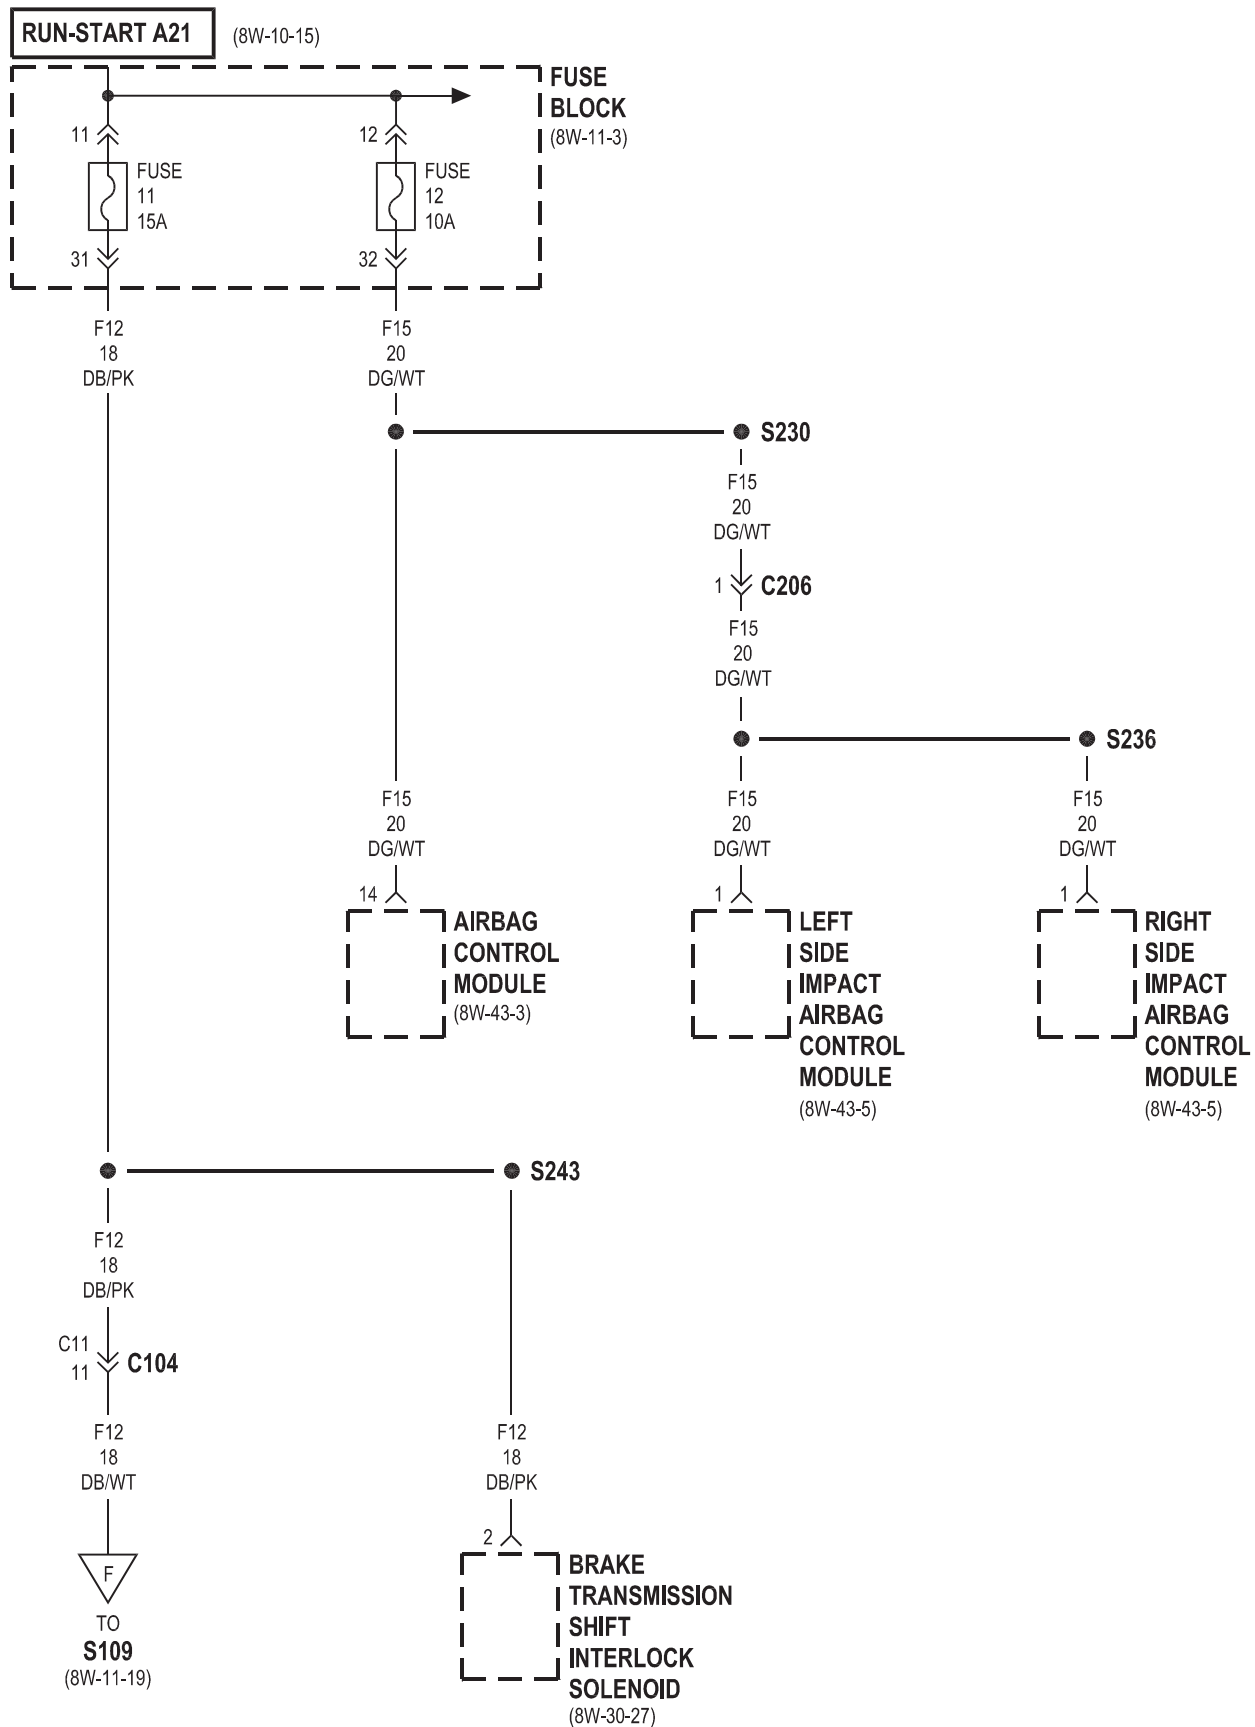 RUN-START A21 (8W-10-15)
FUSE
BLOCK
(8W-11-3)
11
FUSE
11
15A
31
12
FUSE
12
10A
32
F12
18
DB/PK
F15
20
DG/WT
S230
F15
20
DG/WT
1 C206
F15
20
DG/WT
S236
F15
20
DG/WT
F15
20
DG/WT
F15
20
DG/WT
14
AIRBAG
CONTROL
MODULE
(8W-43-3)
1
LEFT
SIDE
IMPACT
AIRBAG
CONTROL
MODULE
(8W-43-5)
1
RIGHT
SIDE
IMPACT
AIRBAG
CONTROL
MODULE
(8W-43-5)
S243
F12
18
DB/PK
C11
11 C104
F12
18
DB/WT
F
TO
S109
(8W-11-19)
F12
18
DB/PK
2
BRAKE
TRANSMISSION
SHIFT
INTERLOCK
SOLENOID
(8W-30-27)